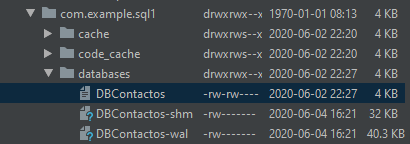 com.example.sql1 drwxrwx--x 1970-01-01 08:13 4 KB
cache drwxrws--x 2020-06-02 22:20 4 KB
code_cache drwxrws--x 2020-06-02 22:20 4 KB
databases drwxrwx--x 2020-06-02 22:27 4 KB
DBContactos -rw-rw---- 2020-06-02 22:27 4 KB
DBContactos-shm -rw------- 2020-06-04 16:21 32 KB
DBContactos-wal -rw------- 2020-06-04 16:21 40.3 KB